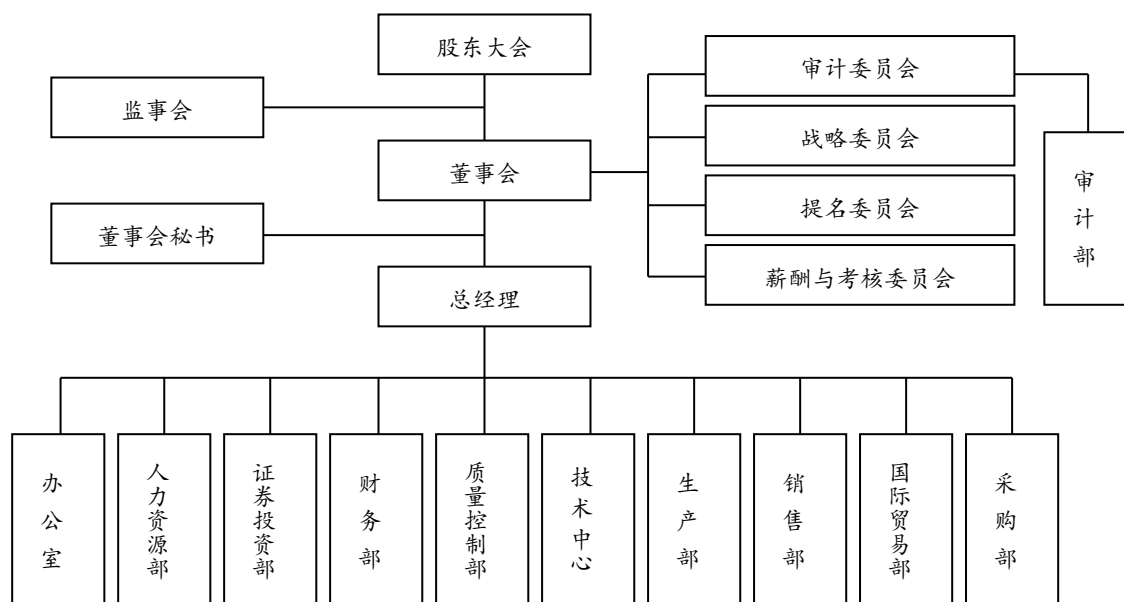 股东大会
审计委员会
监事会
战略委员会
董事会
审计部
提名委员会
董事会秘书
薪酬与考核委员会
总经理
办公室
人力资源部
证券投资部
财务部
质量控制部
技术中心
生产部
销售部
国际贸易部
采购部